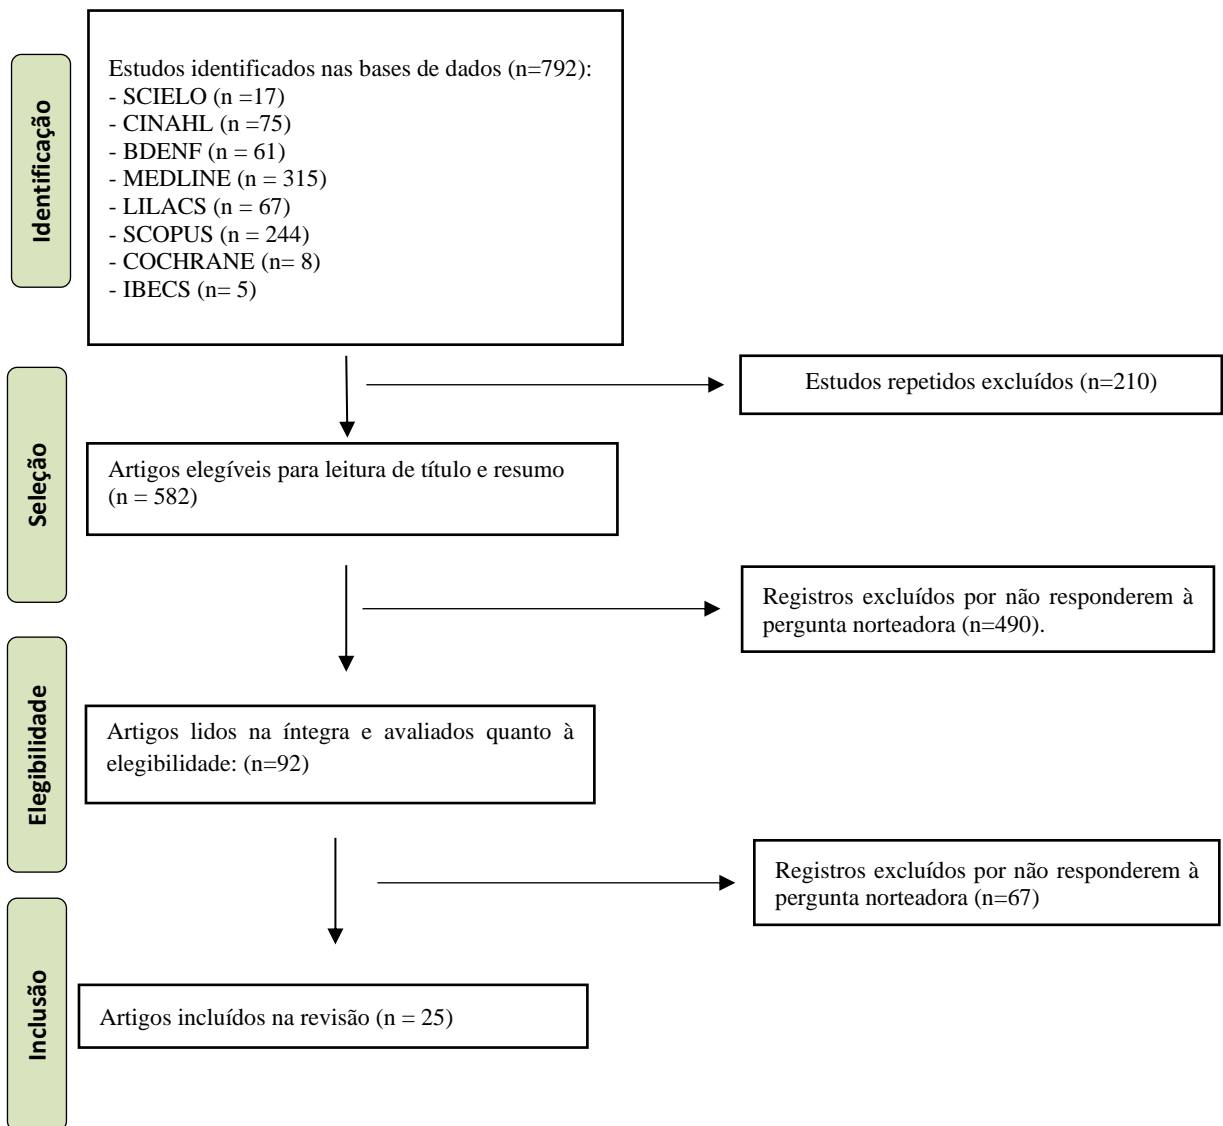 Identificação
Estudos identificados nas bases de dados (n=792):
- SCIELO (n =17)
- CINAHL (n =75)
- BDENF (n = 61)
- MEDLINE (n = 315)
- LILACS (n = 67)
- SCOPUS (n = 244)
- COCHRANE (n= 8)
- IBECS (n= 5)
Estudos repetidos excluídos (n=210)
Seleção
Artigos elegíveis para leitura de título e resumo
(n = 582)
Registros excluídos por não responderem à
pergunta norteadora (n=490).
Elegibilidade
Artigos lidos na íntegra e avaliados quanto à
elegibilidade: (n=92)
Registros excluídos por não responderem à
pergunta norteadora (n=67)
Inclusão
Artigos incluídos na revisão (n = 25)